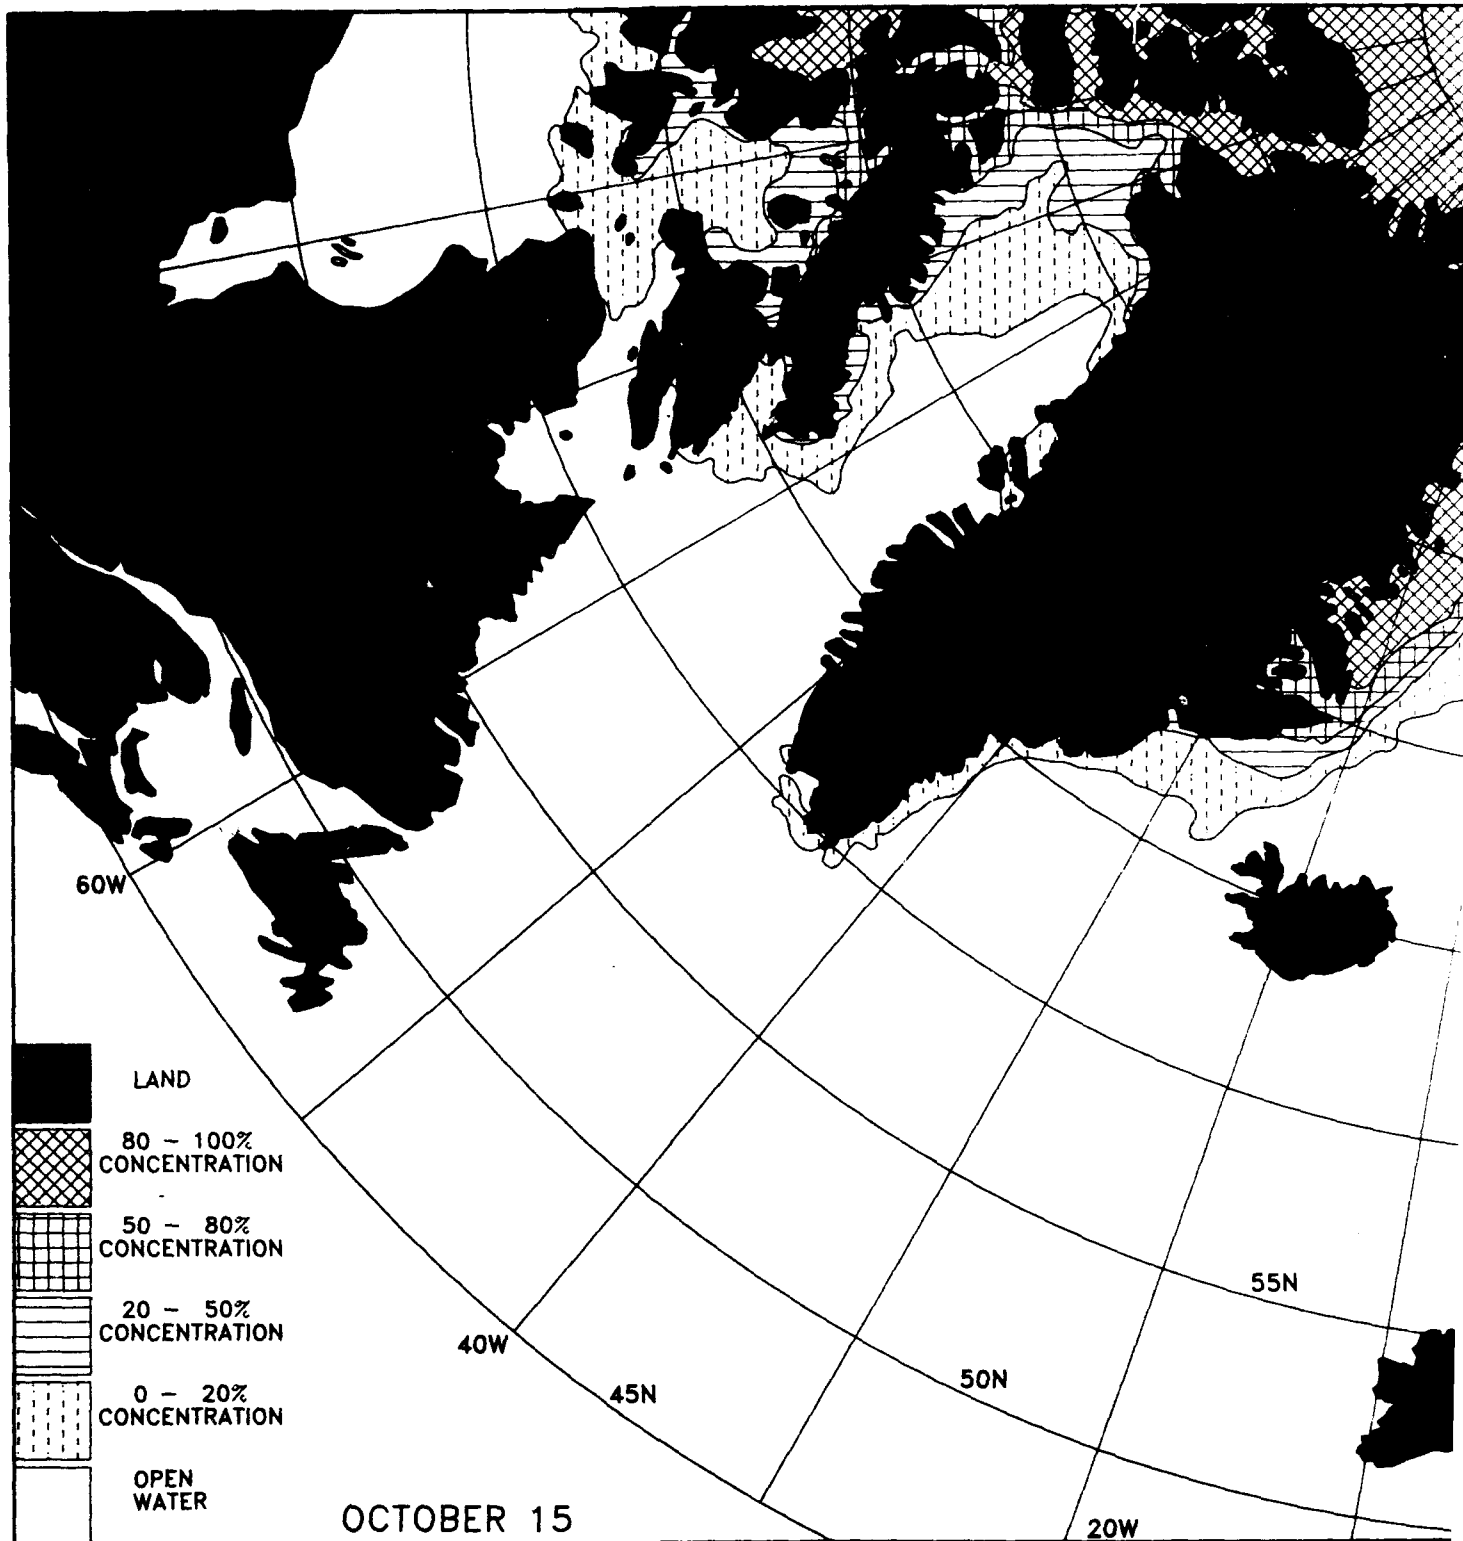 60W
LAND
80 - 100%
CONCENTRATION
50 - 80%
CONCENTRATION
20 - 50%
CONCENTRATION
0 - 20%
CONCENTRATION
OPEN
WATER
OCTOBER 15
40W
45N
50N
55N
20W